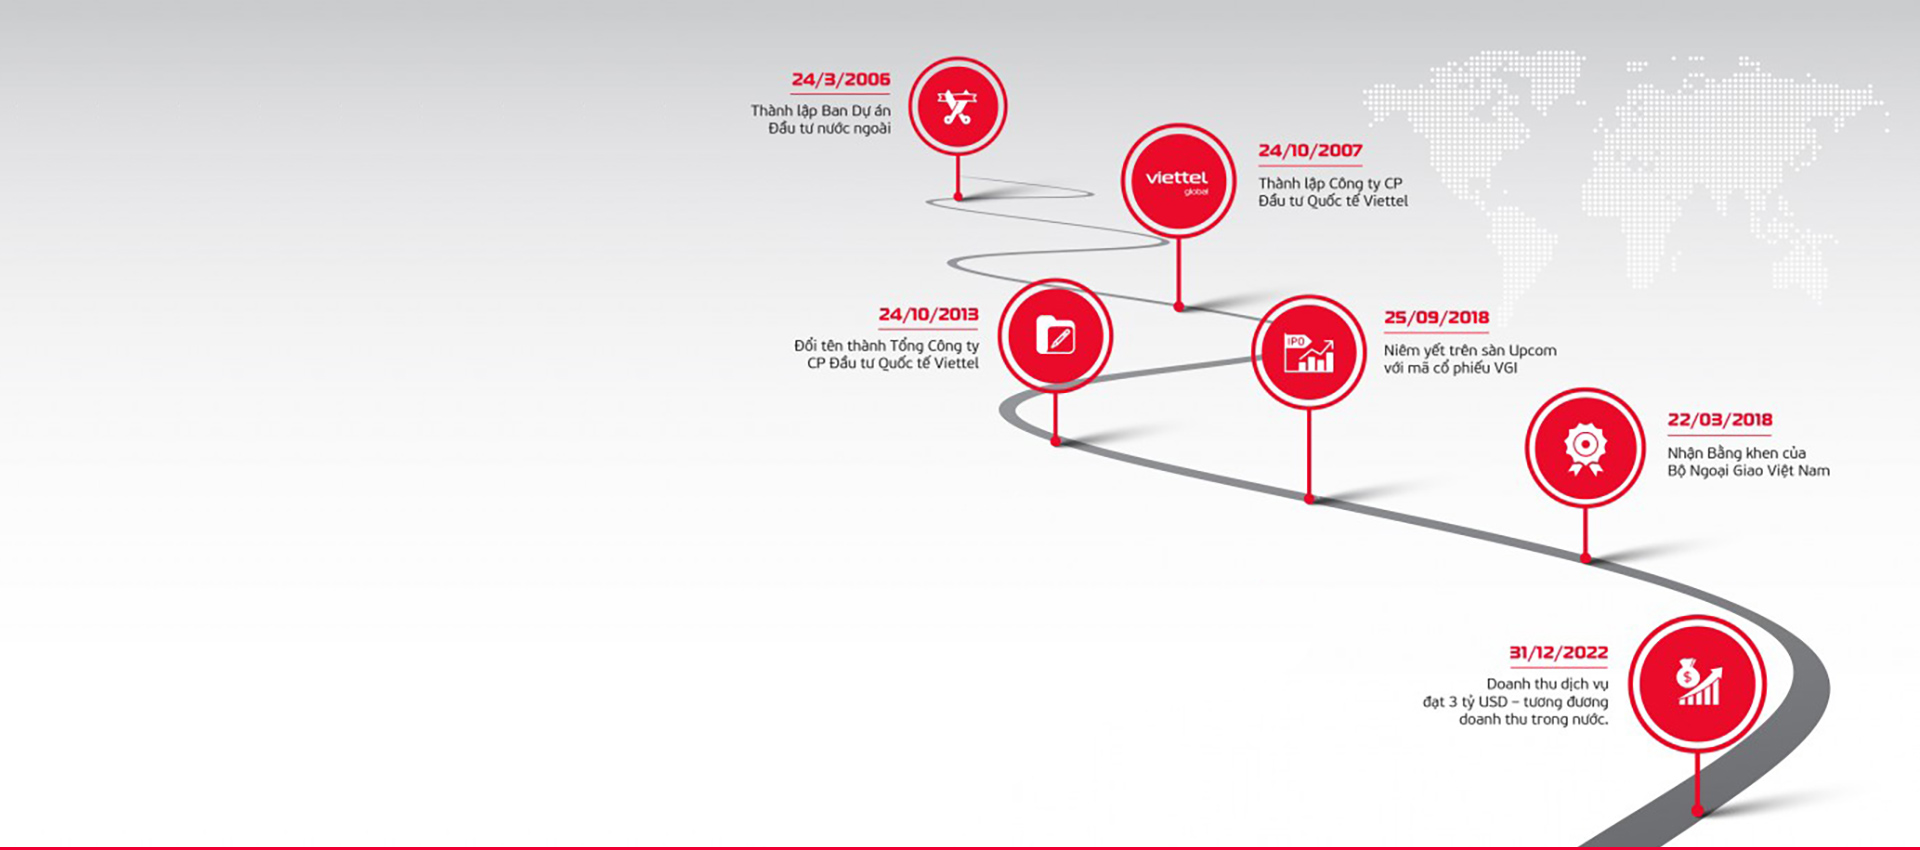 24/3/2006
Thành lập Ban Dự án
Đầu tư nước ngoài
viettel
global
24/10/2007
Thành lập Công ty CP
Đầu tư Quốc tế Viettel
24/10/2013
Đổi tên thành Tổng Công ty
CP Đầu tư Quốc tế Viettel
IPO
25/09/2018
Niêm yết trên sàn Upcom
với mã cổ phiếu VGI
22/03/2018
Nhận Bằng khen của
Bộ Ngoại Giao Việt Nam
31/12/2022
Doanh thu dịch vụ
đạt 3 tỷ USD – tương đương
doanh thu trong nước.
$